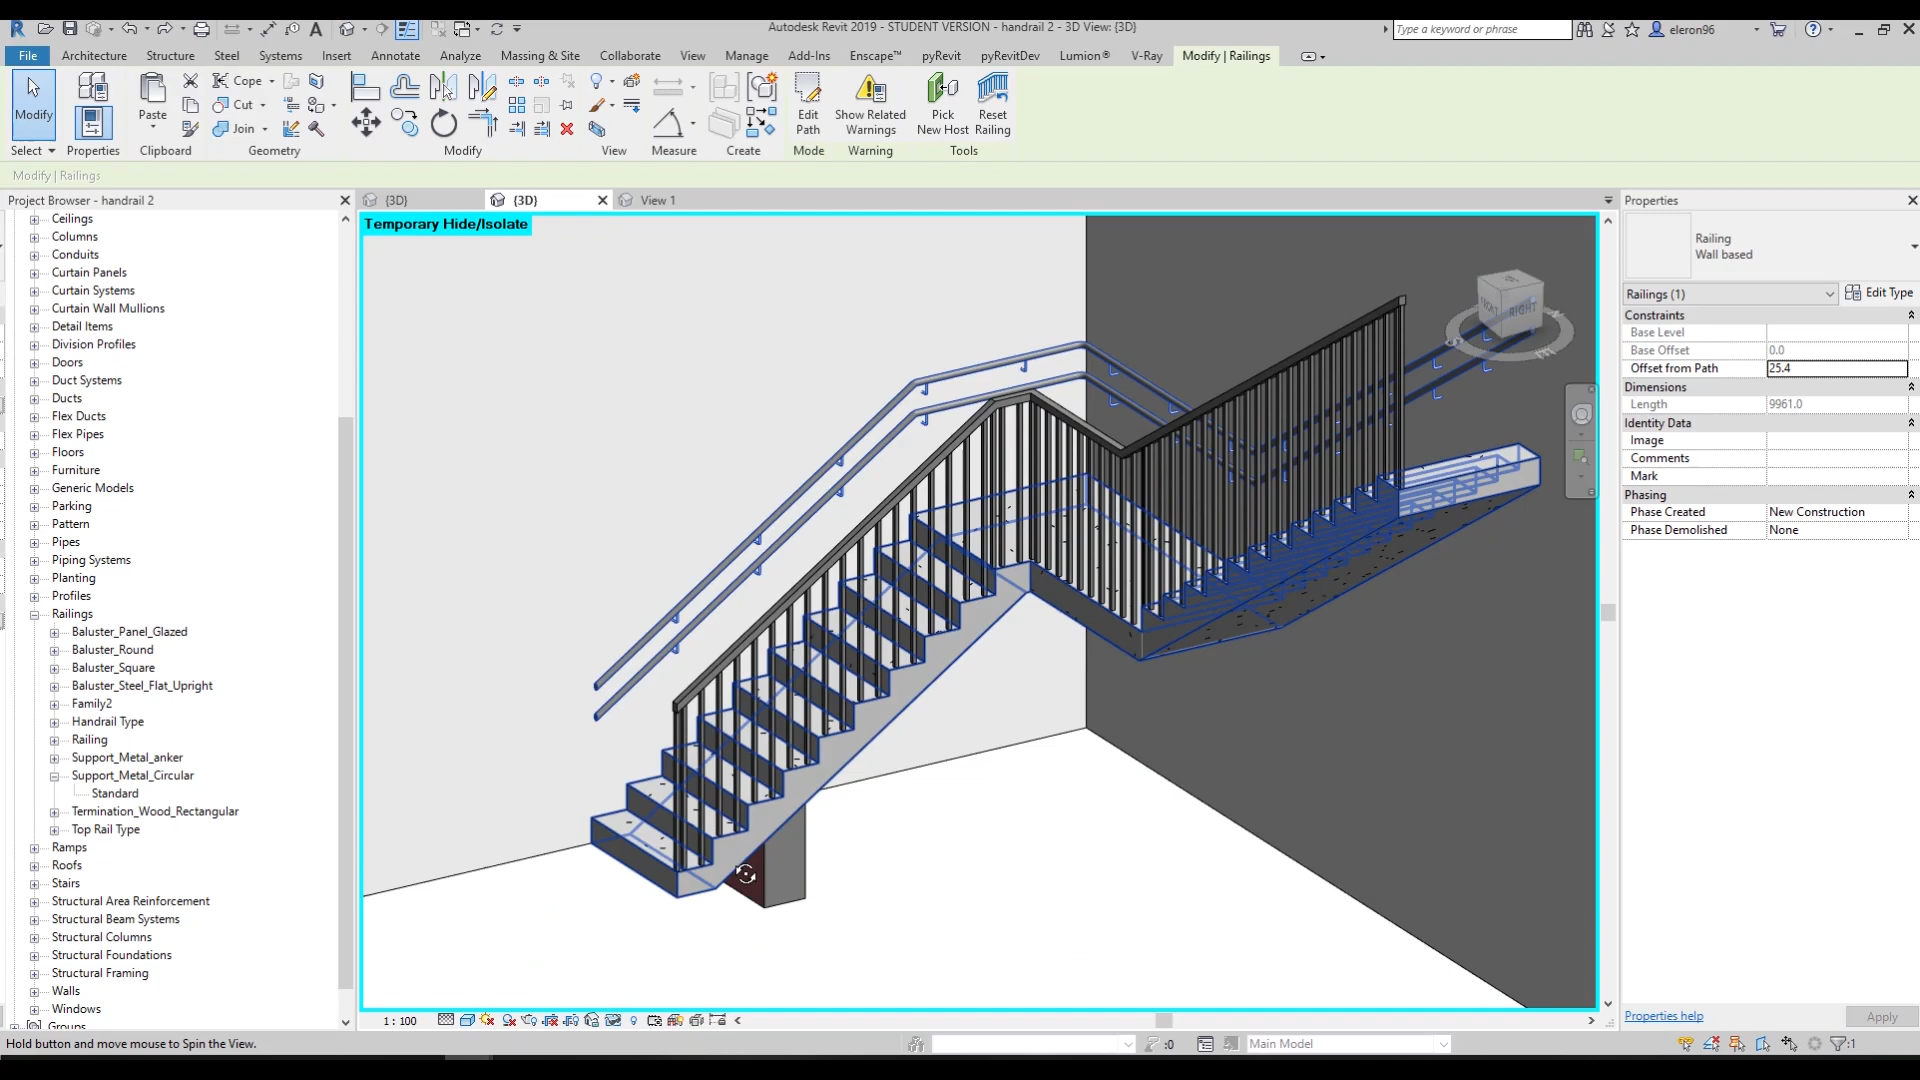 Autodesk Revit 2019 - STUDENT VERSION - handrail 2 - 3D View: {3D}
Type a keyword or phrase
eleron96
File
Architecture
Structure
Steel
Systems
Insert
Annotate
Analyze
Massing & Site
Collaborate
View
Manage
Add-Ins
Enscape™
pyRevit
pyRevitDev
Lumion®
V-Ray
Modify | Railings
Modify
Paste
Cope
Cut
Join
Edit
Path
Show Related
Warnings
Pick
New Host
Reset
Railing
Select
Properties
Clipboard
Geometry
Modify
View
Measure
Create
Mode
Warning
Tools
Modify | Railings
Project Browser - handrail 2
Ceilings
Columns
Conduits
Curtain Panels
Curtain Systems
Curtain Wall Mullions
Detail Items
Division Profiles
Doors
Duct Systems
Ducts
Flex Ducts
Flex Pipes
Floors
Furniture
Generic Models
Parking
Pattern
Pipes
Piping Systems
Planting
Profiles
Railings
Baluster_Panel_Glazed
Baluster_Round
Baluster_Square
Baluster_Steel_Flat_Upright
Family2
Handrail Type
Railing
Support_Metal_anker
Support_Metal_Circular
Standard
Termination_Wood_Rectangular
Top Rail Type
Ramps
Roofs
Stairs
Structural Area Reinforcement
Structural Beam Systems
Structural Columns
Structural Foundations
Structural Framing
Walls
Windows
Groups
{3D}
{3D}
View 1
Temporary Hide/Isolate
FRONT
RIGHT
1 : 100
Properties
Railing
Wall based
Railings (1)
Edit Type
Constraints
Base Level
Base Offset 0.0
Offset from Path 25.4
Dimensions
Length 9961.0
Identity Data
Image
Comments
Mark
Phasing
Phase Created New Construction
Phase Demolished None
Properties help
Apply
Hold button and move mouse to Spin the View.
:0
Main Model
:1